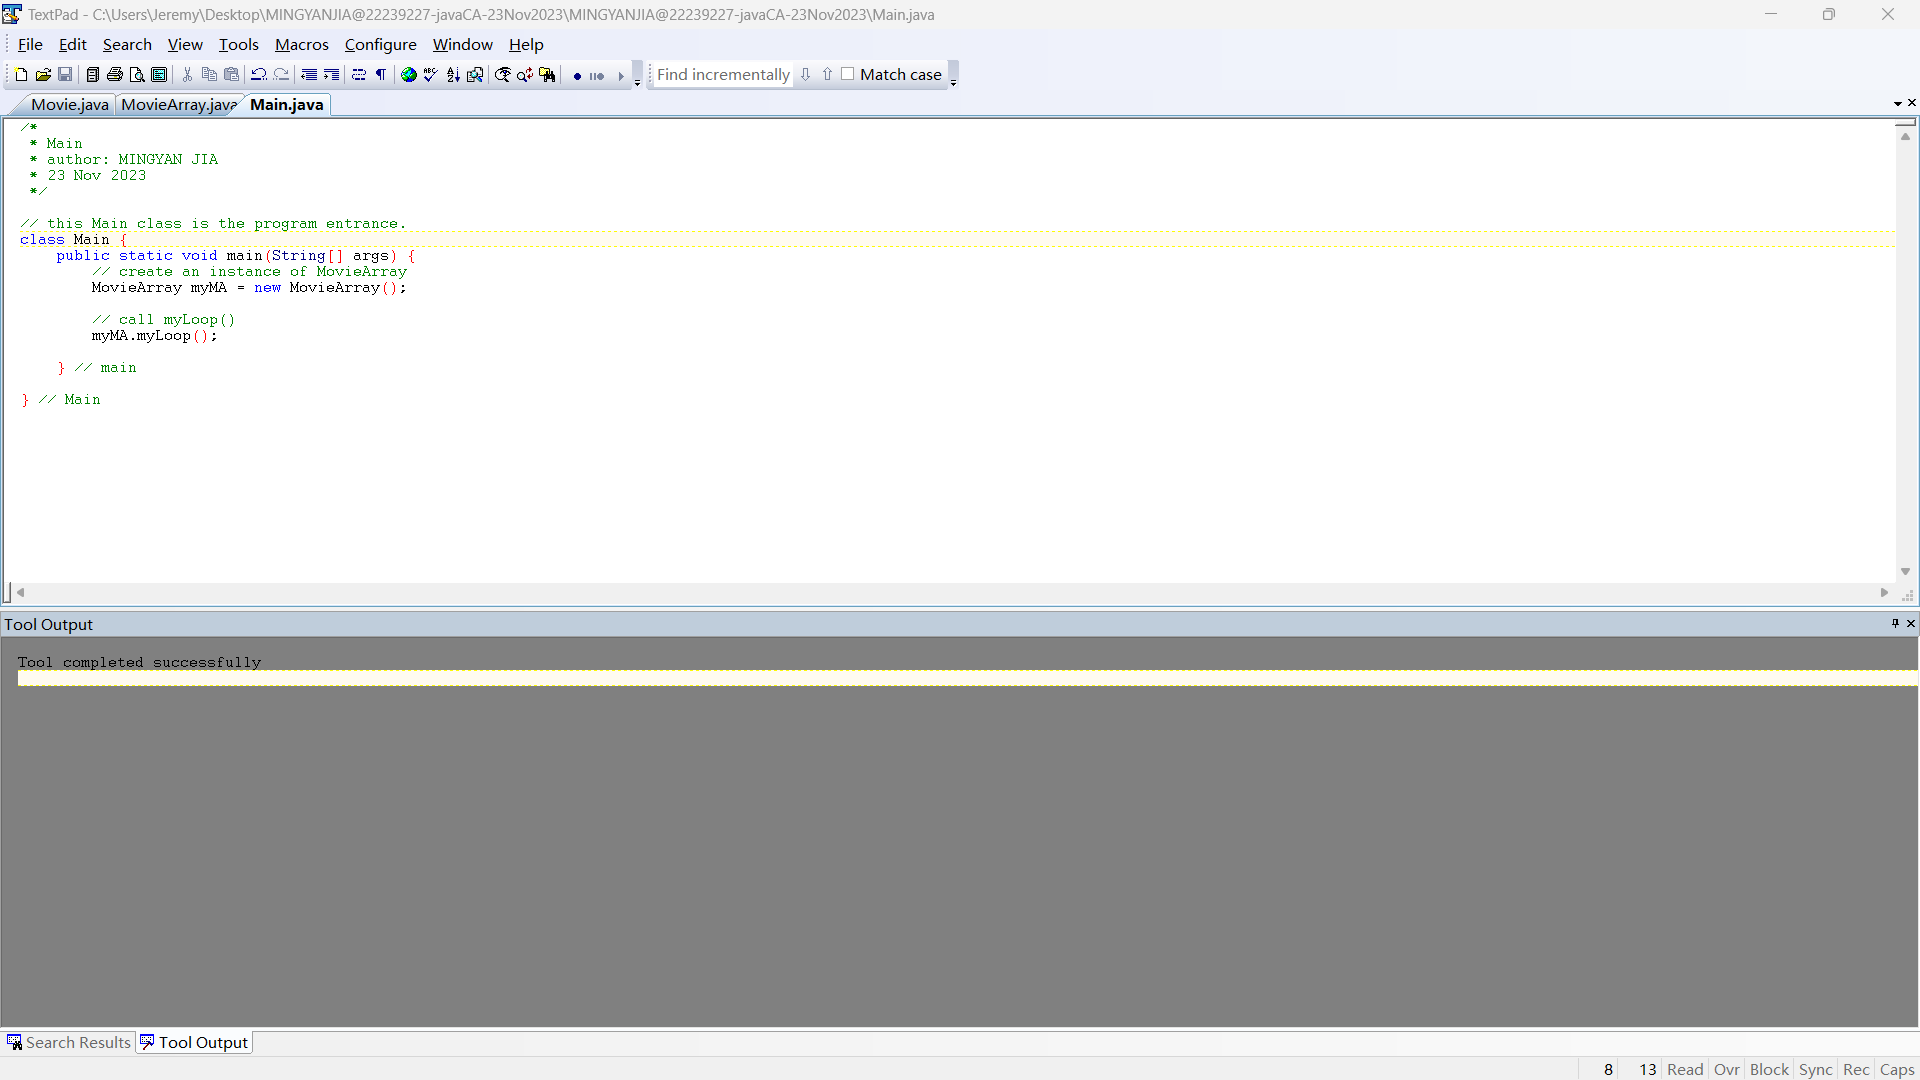 TextPad - C:\Users\Jeremy\Desktop\MINGYANJIA@22239227-javaCA-23Nov2023\MINGYANJIA@22239227-javaCA-23Nov2023\Main.java
File Edit Search View Tools Macros Configure Window Help
Find incrementally Match case
Movie.java MovieArray.java Main.java
/*
 * Main
 * author: MINGYAN JIA
 * 23 Nov 2023
 */
// this Main class is the program entrance.
class Main {
    public static void main(String[] args) {
        // create an instance of MovieArray
        MovieArray myMA = new MovieArray();
        // call myLoop()
        myMA.myLoop();
    } // main
} // Main
Tool Output
Tool completed successfully
Search Results Tool Output
8 13 Read Ovr Block Sync Rec Caps